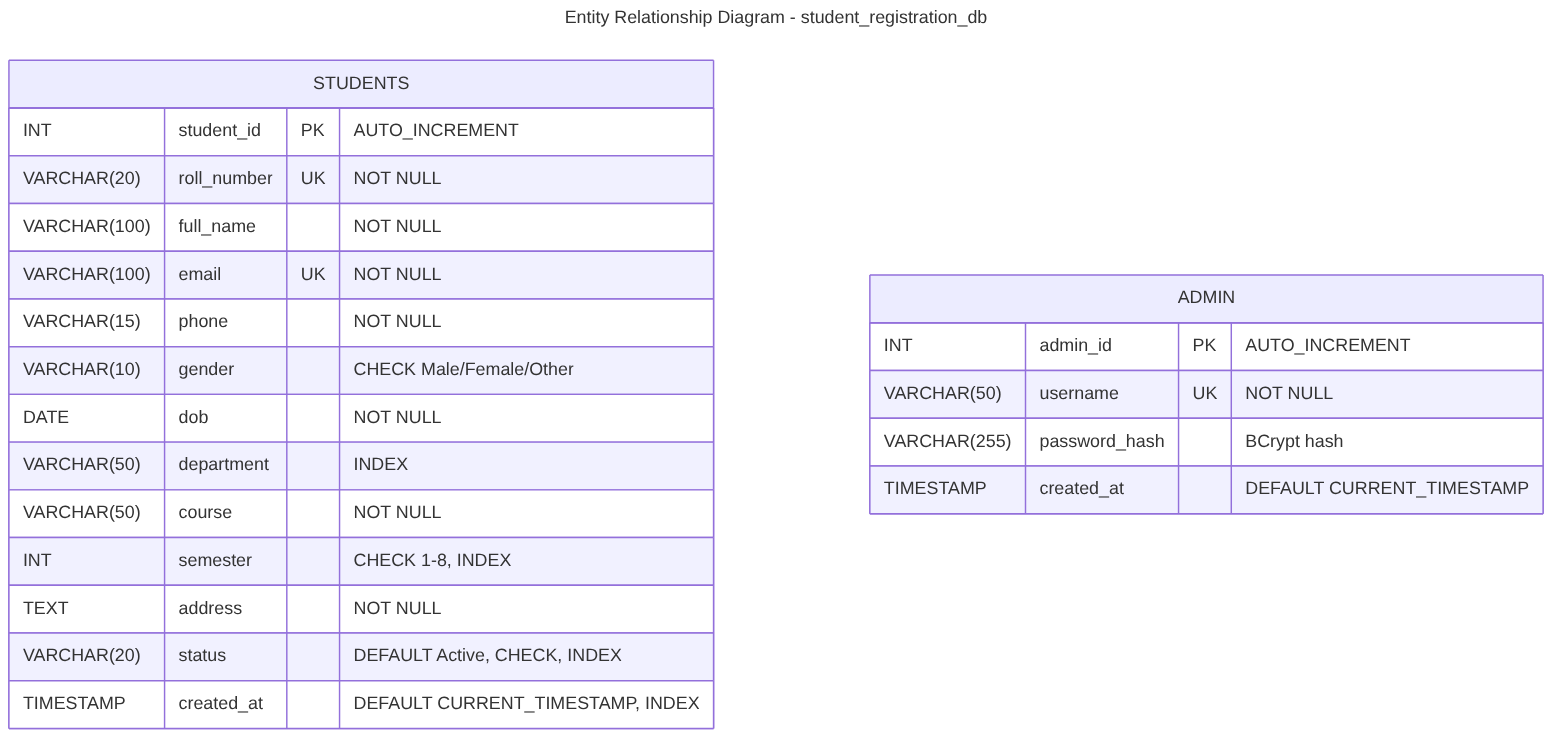 Entity Relationship Diagram - student_registration_db
STUDENTS
INT student_id PK AUTO_INCREMENT
VARCHAR(20) roll_number UK NOT NULL
VARCHAR(100) full_name NOT NULL
VARCHAR(100) email UK NOT NULL
VARCHAR(15) phone NOT NULL
VARCHAR(10) gender CHECK Male/Female/Other
DATE dob NOT NULL
VARCHAR(50) department INDEX
VARCHAR(50) course NOT NULL
INT semester CHECK 1-8, INDEX
TEXT address NOT NULL
VARCHAR(20) status DEFAULT Active, CHECK, INDEX
TIMESTAMP created_at DEFAULT CURRENT_TIMESTAMP, INDEX
ADMIN
INT admin_id PK AUTO_INCREMENT
VARCHAR(50) username UK NOT NULL
VARCHAR(255) password_hash BCrypt hash
TIMESTAMP created_at DEFAULT CURRENT_TIMESTAMP